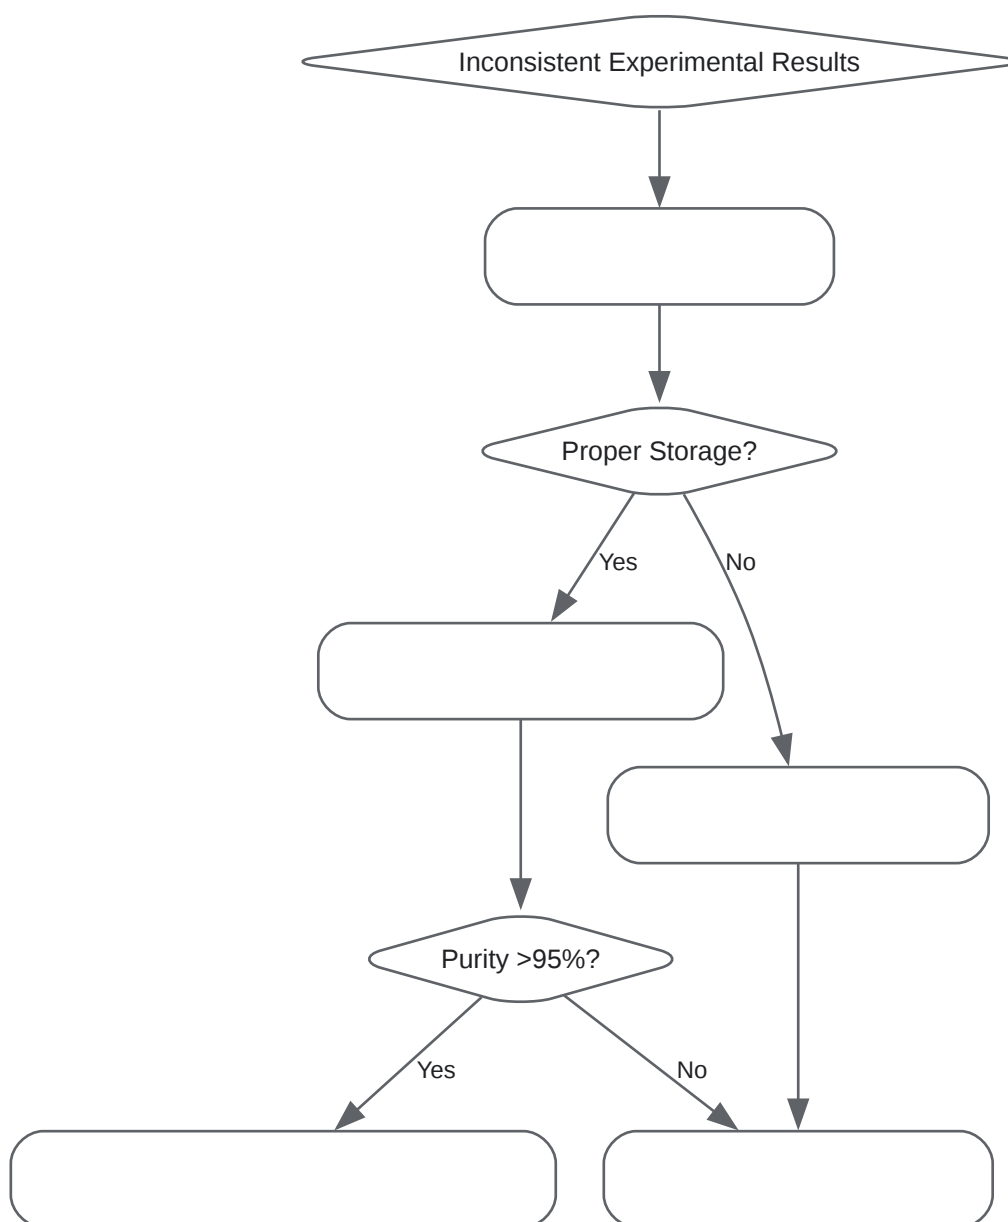 Inconsistent Experimental Results
Proper Storage?
Yes
No
Purity >95%?
Yes
No